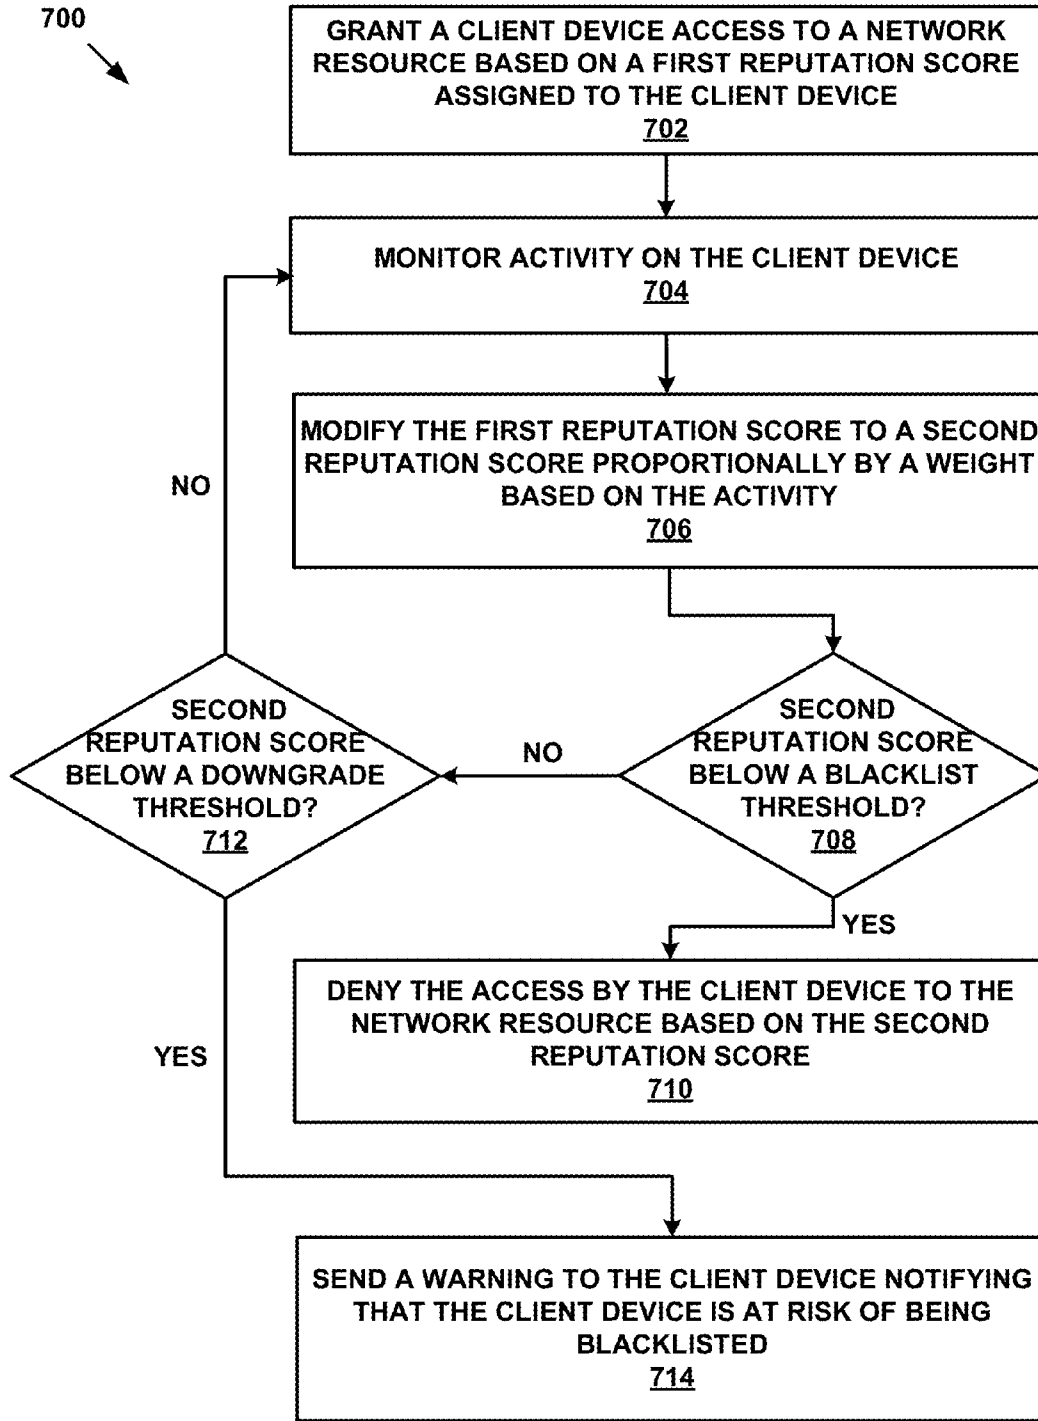 700
GRANT A CLIENT DEVICE ACCESS TO A NETWORK
RESOURCE BASED ON A FIRST REPUTATION SCORE
ASSIGNED TO THE CLIENT DEVICE
702
MONITOR ACTIVITY ON THE CLIENT DEVICE
704
MODIFY THE FIRST REPUTATION SCORE TO A SECOND
REPUTATION SCORE PROPORTIONALLY BY A WEIGHT
BASED ON THE ACTIVITY
706
NO
SECOND
REPUTATION SCORE
BELOW A DOWNGRADE
THRESHOLD?
712
NO
SECOND
REPUTATION SCORE
BELOW A BLACKLIST
THRESHOLD?
708
YES
DENY THE ACCESS BY THE CLIENT DEVICE TO THE
NETWORK RESOURCE BASED ON THE SECOND
REPUTATION SCORE
710
YES
SEND A WARNING TO THE CLIENT DEVICE NOTIFYING
THAT THE CLIENT DEVICE IS AT RISK OF BEING
BLACKLISTED
714